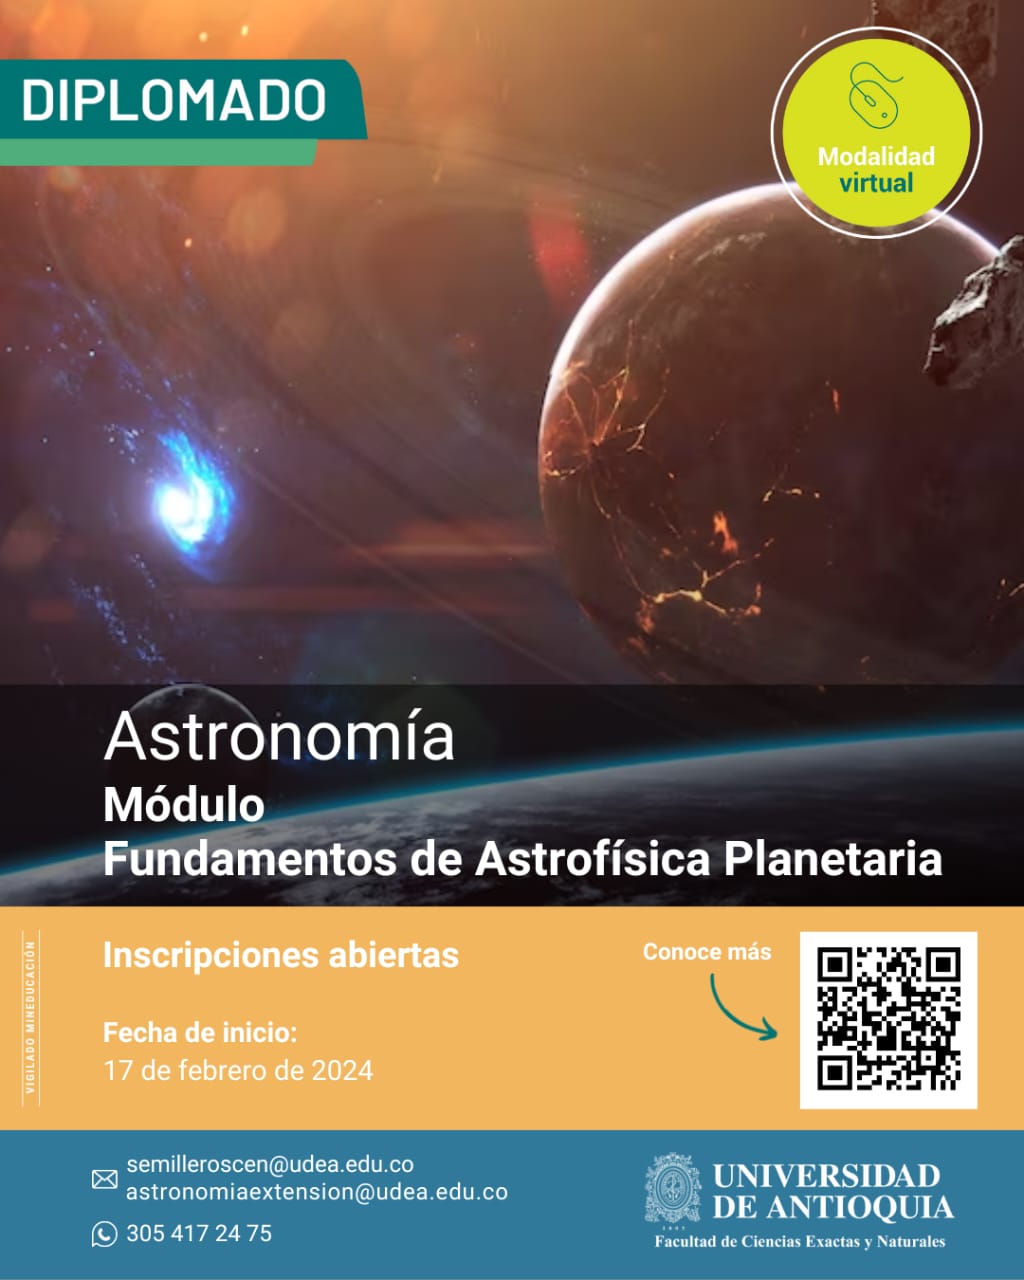 DIPLOMADO
Modalidad
virtual
Astronomía
Módulo
Fundamentos de Astrofísica Planetaria
Inscripciones abiertas
Conoce más
Fecha de inicio:
17 de febrero de 2024
VIGILADO MINEDUCACIÓN
semilleroscen@udea.edu.co
astronomiaextension@udea.edu.co
305 417 24 75
UNIVERSIDAD
DE ANTIOQUIA
1803
Facultad de Ciencias Exactas y Naturales